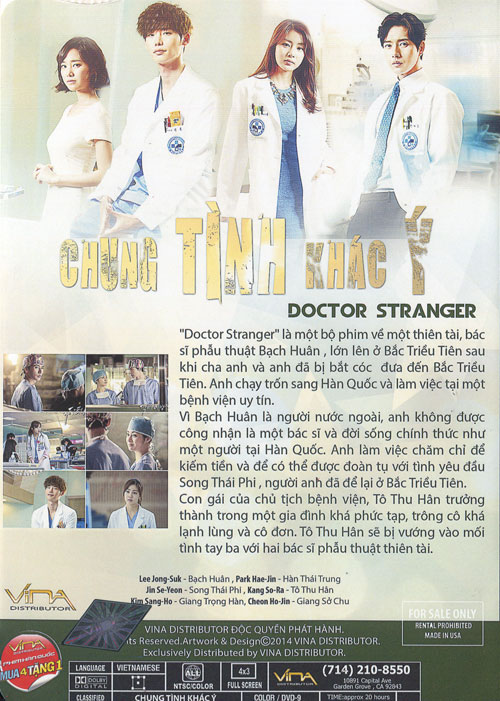 CHUNG TÌNH KHÁC Ý
DOCTOR STRANGER
"Doctor Stranger" là một bộ phim về một thiên tài, bác
sĩ phẫu thuật Bạch Huân , lớn lên ở Bắc Triều Tiên sau
khi cha anh và anh đã bị bắt cóc đưa đến Bắc Triều
Tiên. Anh chạy trốn sang Hàn Quốc và làm việc tại một
bệnh viện uy tín.
Vì Bạch Huân là người nước ngoài, anh không được
công nhận là một bác sĩ và đời sống chính thức như
một người tại Hàn Quốc. Anh làm việc chăm chỉ để
kiếm tiền và để có thể được đoàn tụ với tình yêu đầu
Song Thái Phi , người anh đã để lại ở Bắc Triều Tiên.
Con gái của chủ tịch bệnh viện, Tô Thu Hân trưởng
thành trong một gia đình khá phức tạp, trông cô khá
lạnh lùng và cô đơn. Tô Thu Hân sẽ bị vướng vào mối
tình tay ba với hai bác sĩ phẫu thuật thiên tài.
Lee Jong-Suk - Bạch Huân , Park Hae-Jin - Hàn Thái Trung
Jin Se-Yeon - Song Thái Phi , Kang So-Ra - Tô Thu Hân
Kim Sang-Ho - Giang Trọng Hàn, Cheon Ho-Jin - Giang Sở Chu
ViNA
DISTRIBUTOR
FOR SALE ONLY
RENTAL PROHIBITED
MADE IN USA
VINA DISTRIBUTOR ĐỘC QUYỀN PHÁT HÀNH.
ts Reserved.Artwork & Design©2014 VINA DISTRIBUTOR.
Exclusively Distributed by VINA DISTRIBUTOR.
ViNA
DISTRIBUTOR
PHIM HÀN QUỐC
MUA 4 TẶNG 1
LANGUAGE VIETNAMESE
DOLBY
DIGITAL
ALL
NTSC/COLOR
4x3
FULL SCREEN
ViNA
DISTRIBUTOR
(714) 210-8550
10891 Capital Ave
Garden Grove , CA 92843
CLASSIFIED CHUNG TÌNH KHÁC Ý COLOR / DVD-9 TIME:approx 20 hours